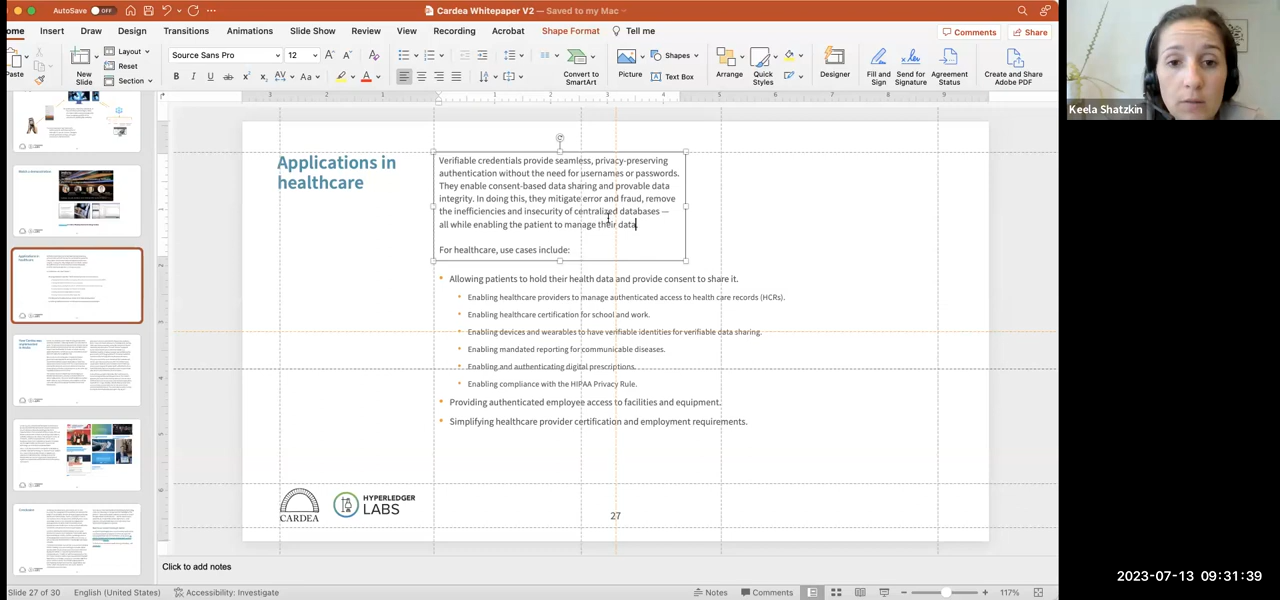 AutoSave OFF
Cardea Whitepaper V2 — Saved to my Mac
ome Insert Draw Design Transitions Animations Slide Show Review View Recording Acrobat Shape Format Tell me Comments Share
Paste New Slide Layout Reset Section
Source Sans Pro 12
Convert to SmartArt
Picture Shapes Text Box
Arrange Quick Styles
Designer
Fill and Sign Send for Signature Agreement Status Create and Share Adobe PDF
Keela Shatzkin
Applications in
healthcare
Verifiable credentials provide seamless, privacy-preserving
authentication without the need for usernames or passwords.
They enable consent-based data sharing and provable data
integrity. In doing this, they mitigate error and fraud, remove
the inefficiencies and insecurity of centralized databases —
all while enabling the patient to manage their data
For healthcare, use cases include:
• Allowing patients to hold their health data and provide consent to share it.
• Enabling healthcare providers to manage authenticated access to health care records (HCRs).
• Enabling healthcare certification for school and work.
• Enabling devices and wearables to have verifiable identities for verifiable data sharing.
• Enabling mandated reporting for communicable diseases.
• Enabling and authenticating digital prescriptions.
• Enabling compliance with the HIPAA Privacy Rule.
• Providing authenticated employee access to facilities and equipment.
• Simplifying healthcare provider certification and employment requirements.
CARDEA
HYPERLEDGER
LABS
27
Click to add notes
Slide 27 of 30 English (United States) Accessibility: Investigate Notes Comments 117%
2023-07-13 09:31:39